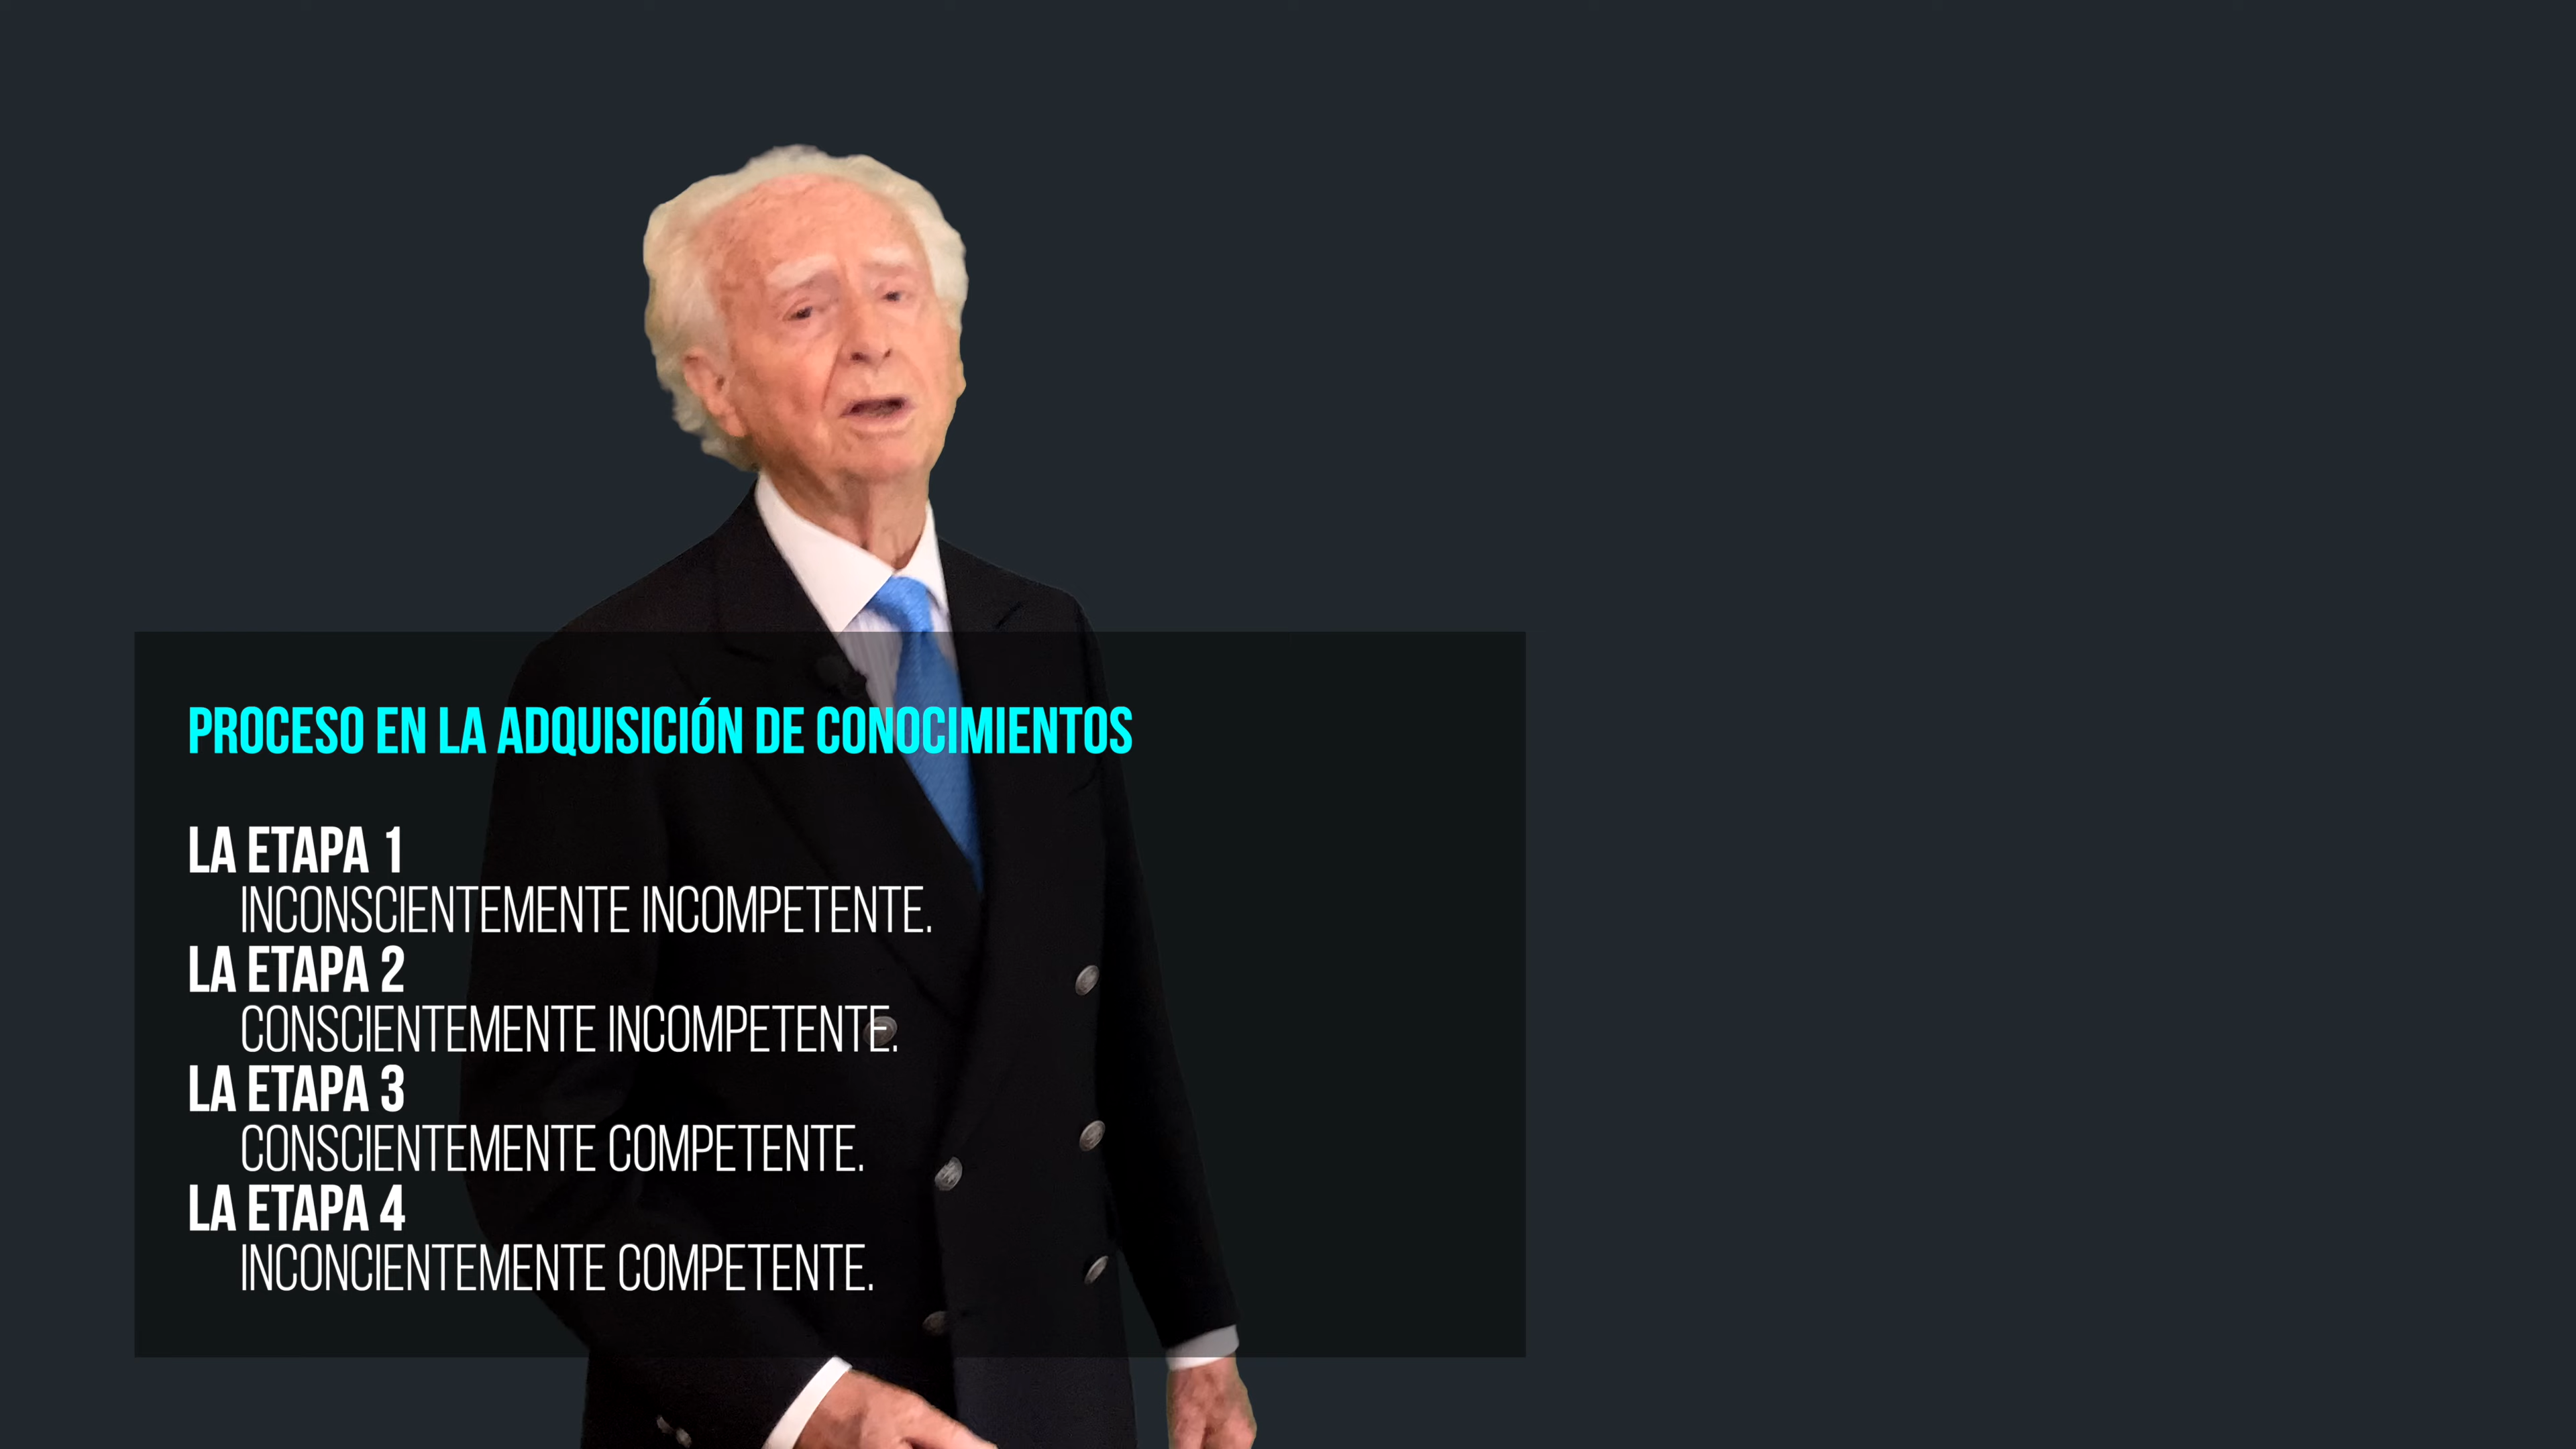 PROCESO EN LA ADQUISICIÓN DE CONOCIMIENTOS
LA ETAPA 1
INCONSCIENTEMENTE INCOMPETENTE.
LA ETAPA 2
CONSCIENTEMENTE INCOMPETENTE.
LA ETAPA 3
CONSCIENTEMENTE COMPETENTE.
LA ETAPA 4
INCONCIENTEMENTE COMPETENTE.